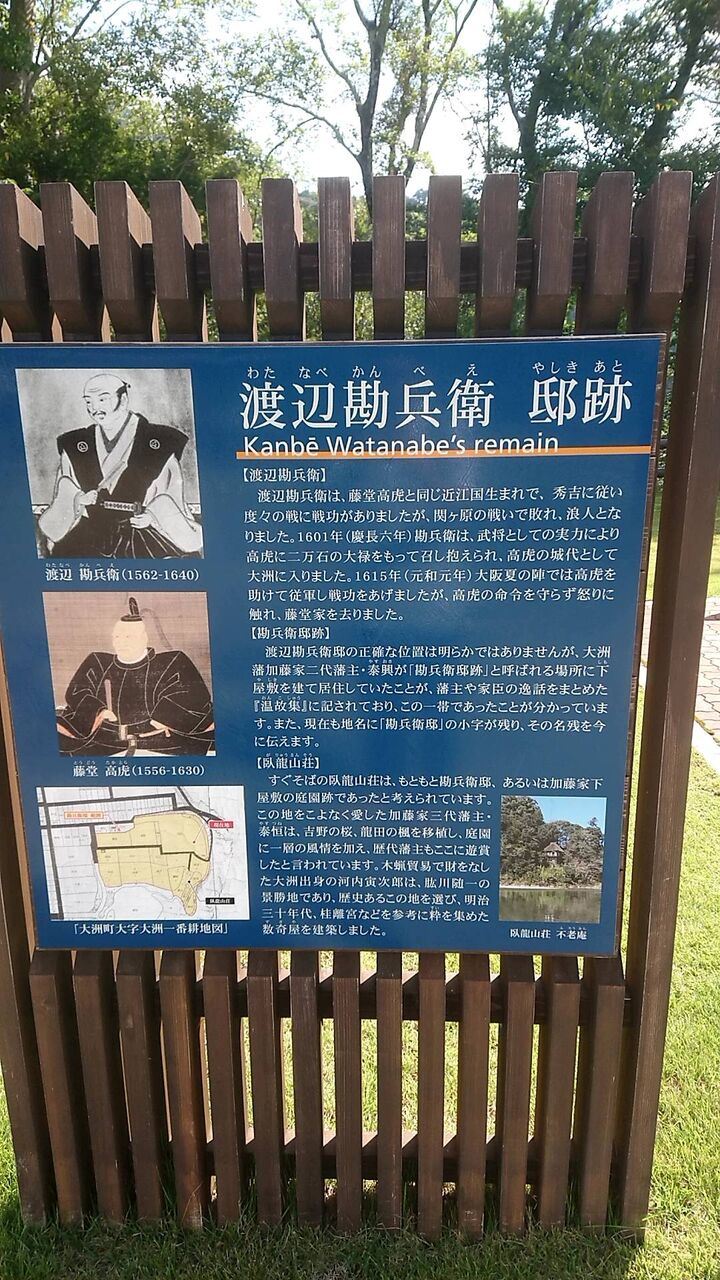 わた なべ かん べ え やしき あと
渡辺勘兵衛 邸跡
Kanbē Watanabe's remain
【渡辺勘兵衛】
渡辺勘兵衛は、藤堂高虎と同じ近江国生まれで、秀吉に従い
度々の戦に戦功がありましたが、関ヶ原の戦いで敗れ、浪人とな
りました。1601年(慶長六年)勘兵衛は、武将としての実力により
高虎に二万石の大禄をもって召し抱えられ、高虎の城代として
大洲に入りました。1615年(元和元年)大阪夏の陣では高虎を
助けて従軍し戦功をあげましたが、高虎の命令を守らず怒りに
触れ、藤堂家を去りました。
【勘兵衛邸跡】
渡辺勘兵衛邸の正確な位置は明らかではありませんが、大洲
藩加藤家二代藩主・泰興が「勘兵衛邸跡」と呼ばれる場所に下
屋敷を建て居住していたことが、藩主や家臣の逸話をまとめた
『温故集』に記されており、この一帯であったことが分かっていま
す。また、現在も地名に「勘兵衛邸」の小字が残り、その名残を今
に伝えます。
【臥龍山荘】
すぐそばの臥龍山荘は、もともと勘兵衛邸、あるいは加藤家下
屋敷の庭園跡であったと考えられています。
この地をこよなく愛した加藤家三代藩主・
泰恒は、吉野の桜、龍田の楓を移植し、庭園
に一層の風情を加え、歴代藩主もここに遊賞
したと言われています。木蝋貿易で財をなし
た大洲出身の河内寅次郎は、肱川随一の
景勝地であり、歴史あるこの地を選び、明治
三十年代、桂離宮などを参考に粋を集めた
数奇屋を建築しました。
わたなべ かんべえ
渡辺 勘兵衛(1562-1640)
とうどう たかとら
藤堂 高虎(1556-1630)
現在地
臥龍山荘
「大洲町大字大洲一番耕地図」
臥龍山荘 不老庵